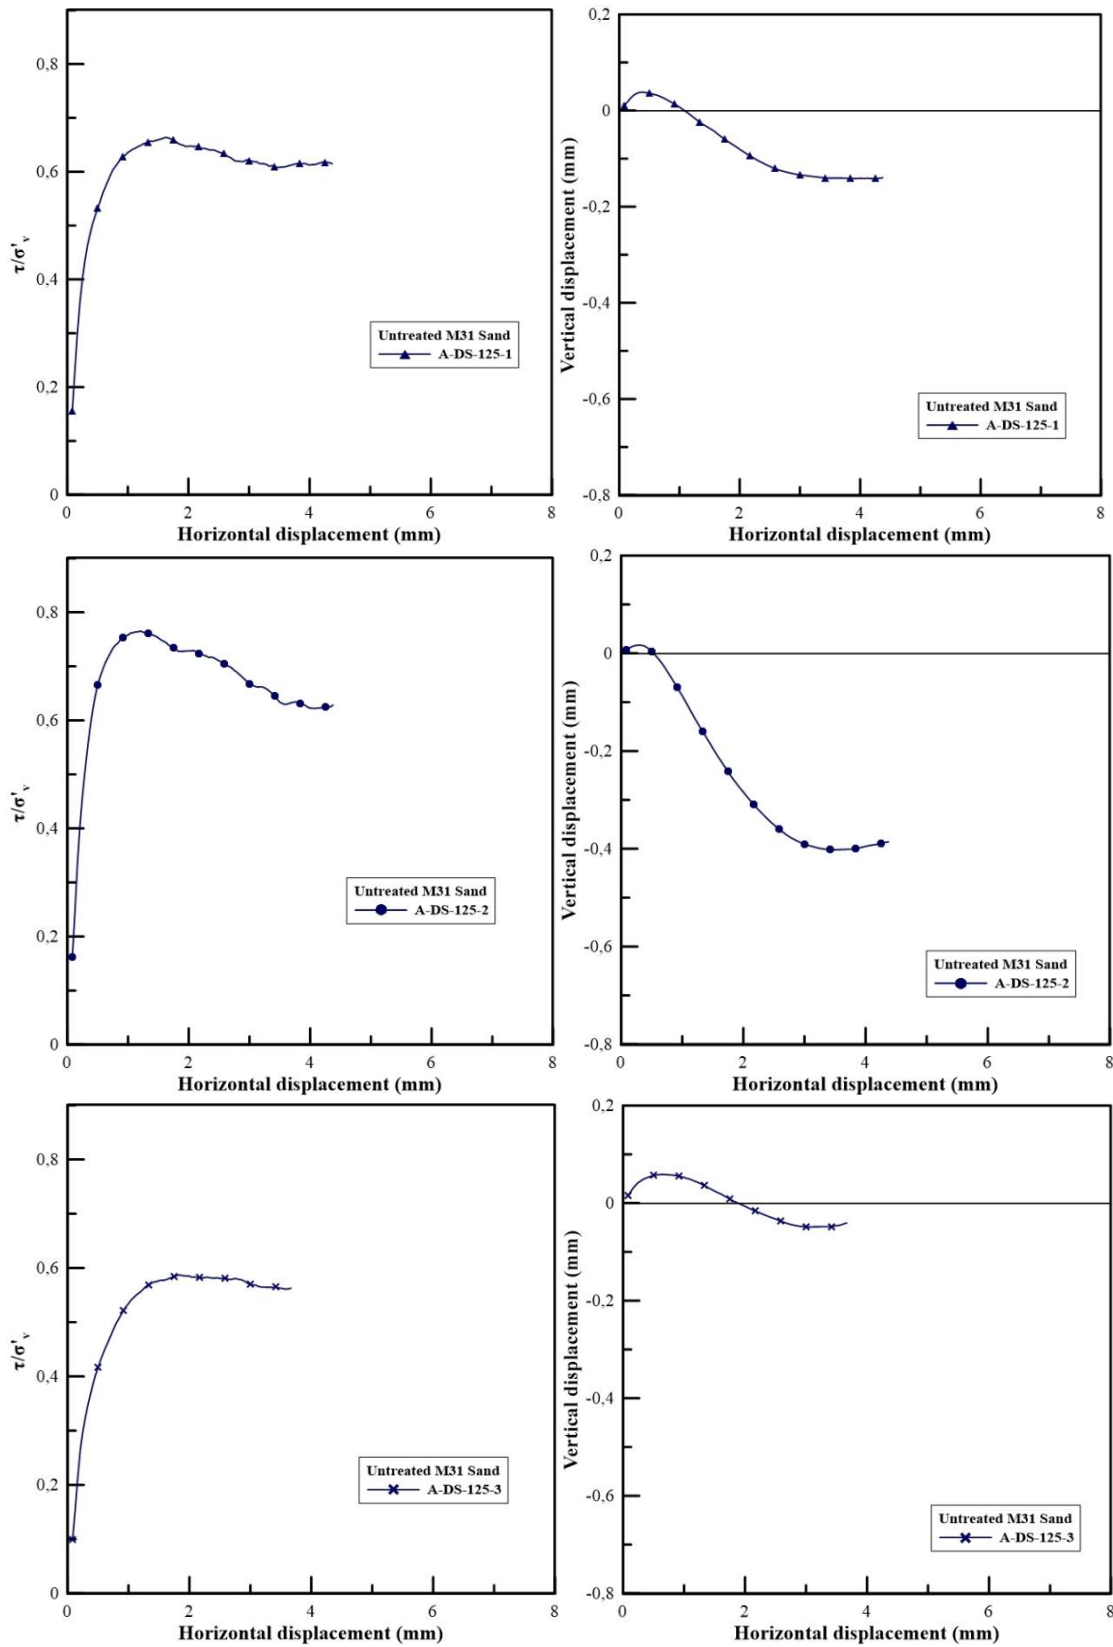 0,8
0,6
0,4
0,2
0
τ/σ'v
Untreated M31 Sand
A-DS-125-1
0 2 4 6 8
Horizontal displacement (mm)
0,2
0
-0,2
-0,4
-0,6
-0,8
Vertical displacement (mm)
Untreated M31 Sand
A-DS-125-1
0 2 4 6 8
Horizontal displacement (mm)
0,8
0,6
0,4
0,2
0
τ/σ'v
Untreated M31 Sand
A-DS-125-2
0 2 4 6 8
Horizontal displacement (mm)
0,2
0
-0,2
-0,4
-0,6
-0,8
Vertical displacement (mm)
Untreated M31 Sand
A-DS-125-2
0 2 4 6 8
Horizontal displacement (mm)
0,8
0,6
0,4
0,2
0
τ/σ'v
Untreated M31 Sand
A-DS-125-3
0 2 4 6 8
Horizontal displacement (mm)
0,2
0
-0,2
-0,4
-0,6
-0,8
Vertical displacement (mm)
Untreated M31 Sand
A-DS-125-3
0 2 4 6 8
Horizontal displacement (mm)